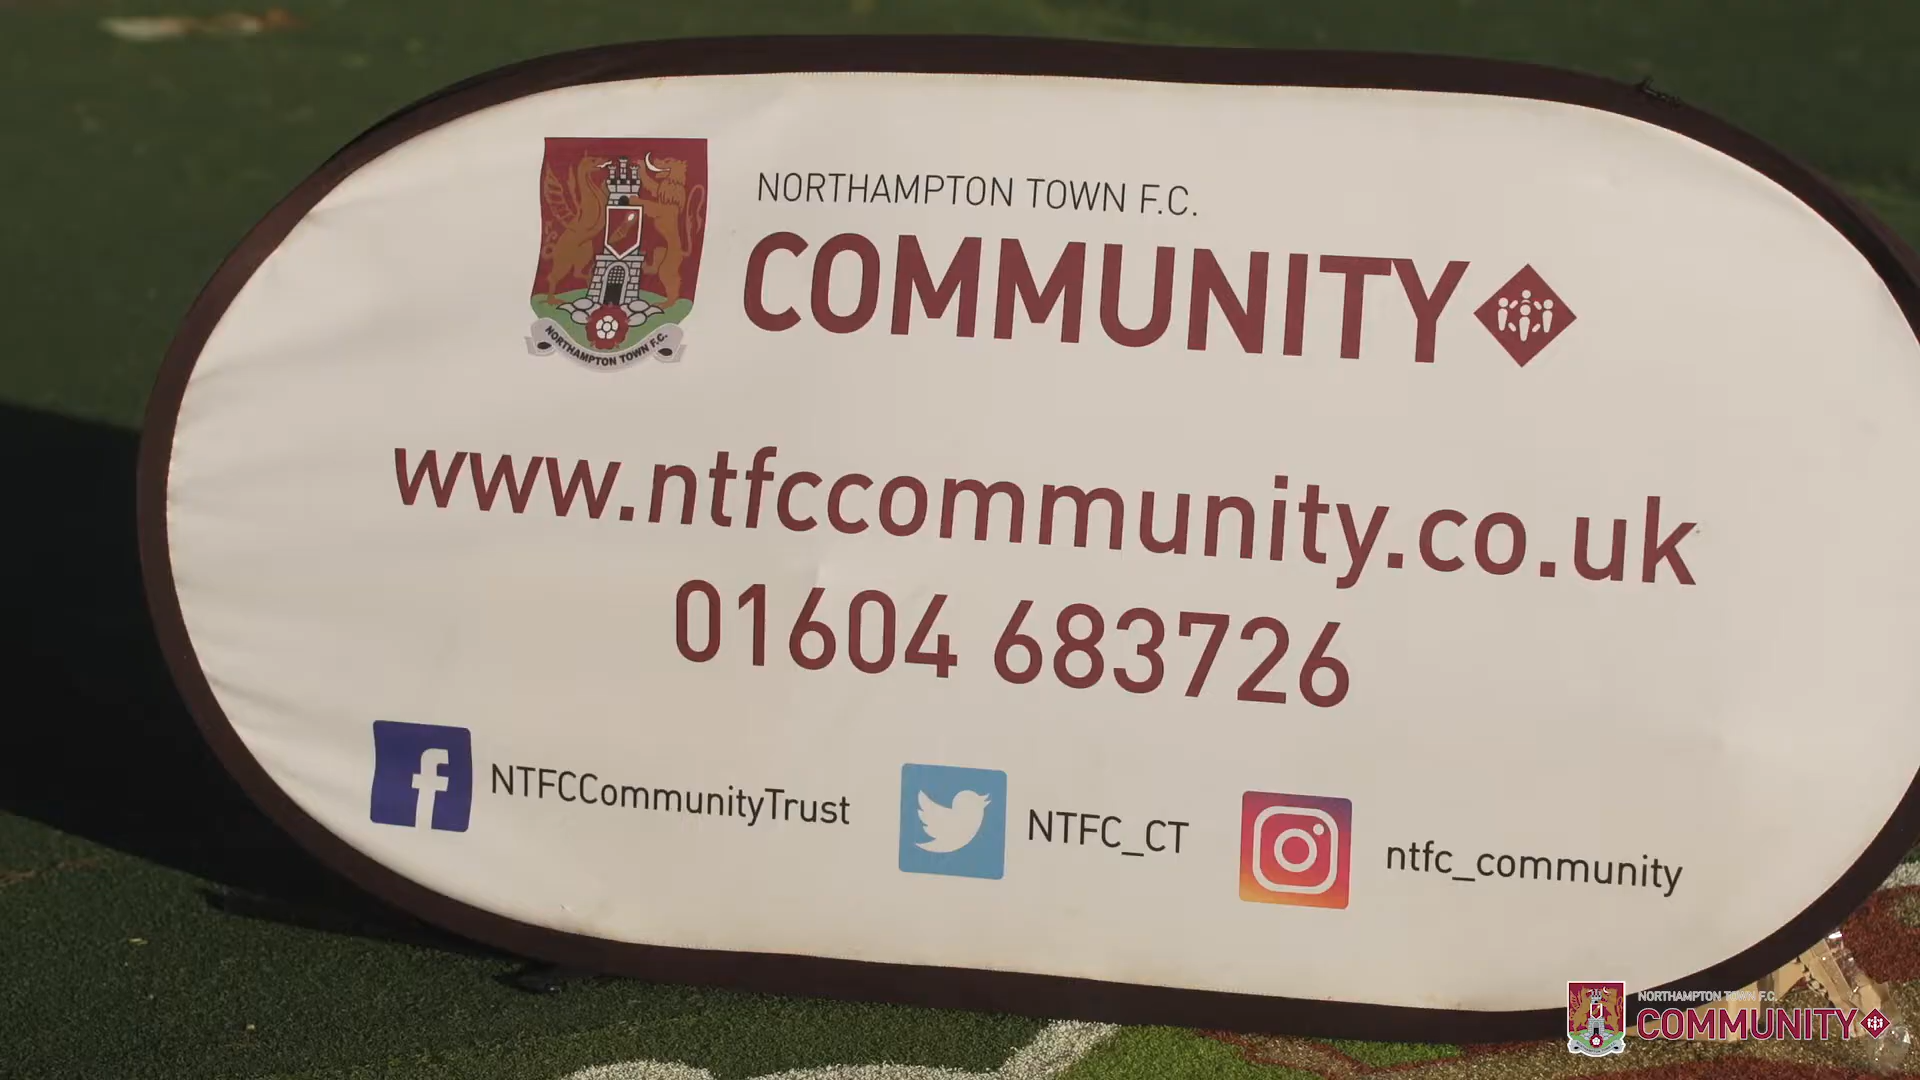 NORTHAMPTON TOWN F.C.
COMMUNITY
NORTHAMPTON TOWN F.C.
www.ntfccommunity.co.uk
01604 683726
NTFCCommunityTrust
NTFC_CT
ntfc_community
NORTHAMPTON TOWN F.C.
COMMUNITY